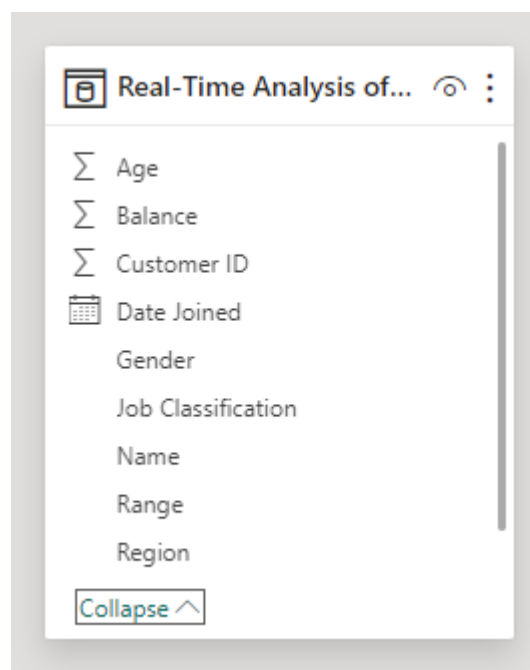 Real-Time Analysis of...
Age
Balance
Customer ID
Date Joined
Gender
Job Classification
Name
Range
Region
Collapse